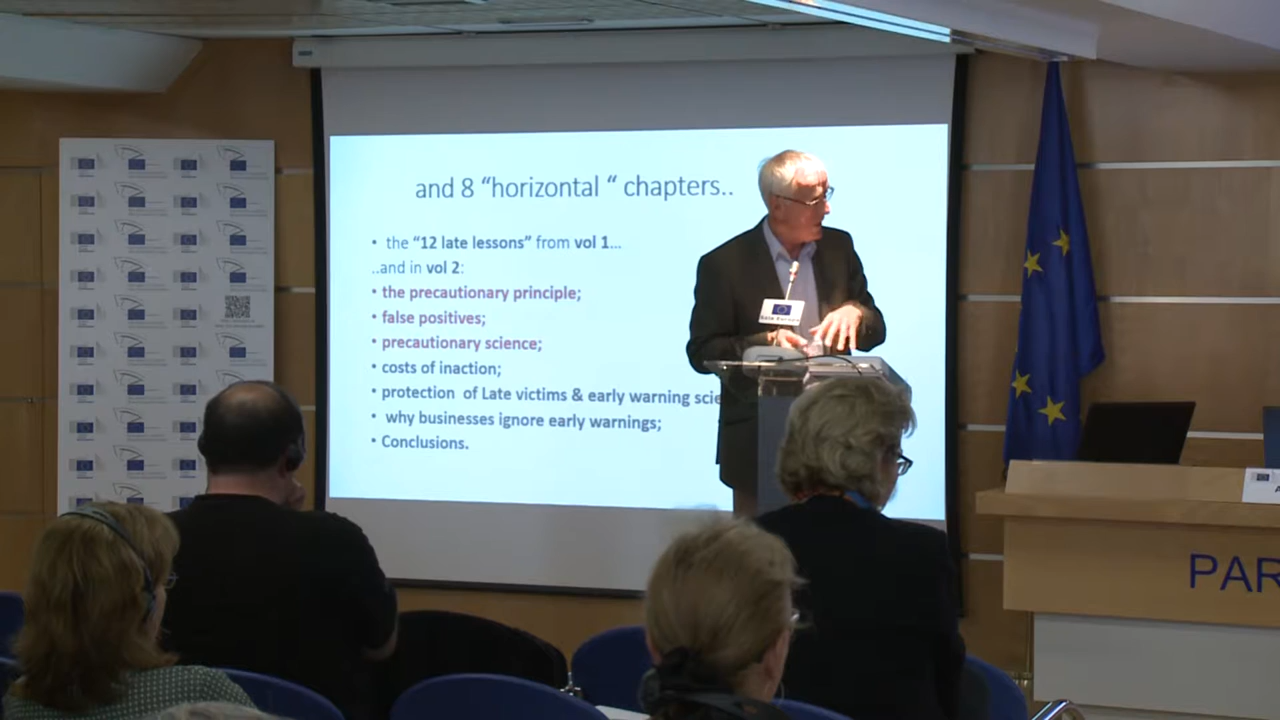 and 8 “horizontal “ chapters..
• the “12 late lessons” from vol 1…
..and in vol 2:
• the precautionary principle;
• false positives;
• precautionary science;
• costs of inaction;
• protection of Late victims & early warning scie
• why businesses ignore early warnings;
• Conclusions.
PAR
A